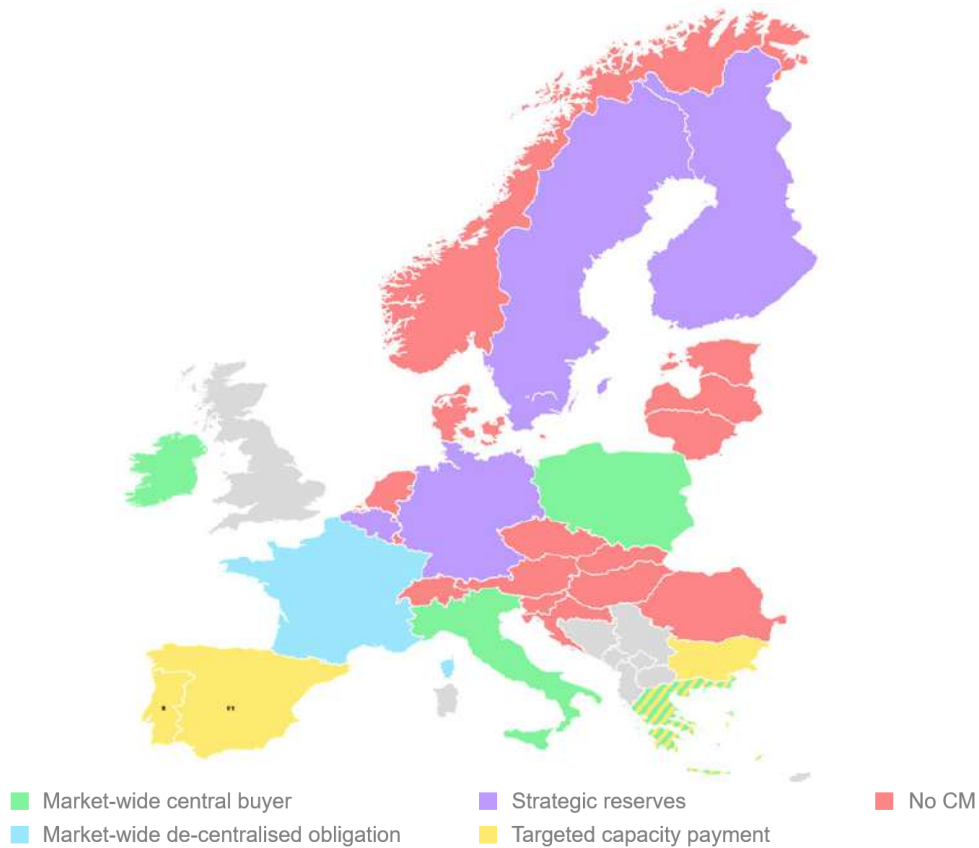 Market-wide central buyer
Strategic reserves
No CM
Market-wide de-centralised obligation
Targeted capacity payment